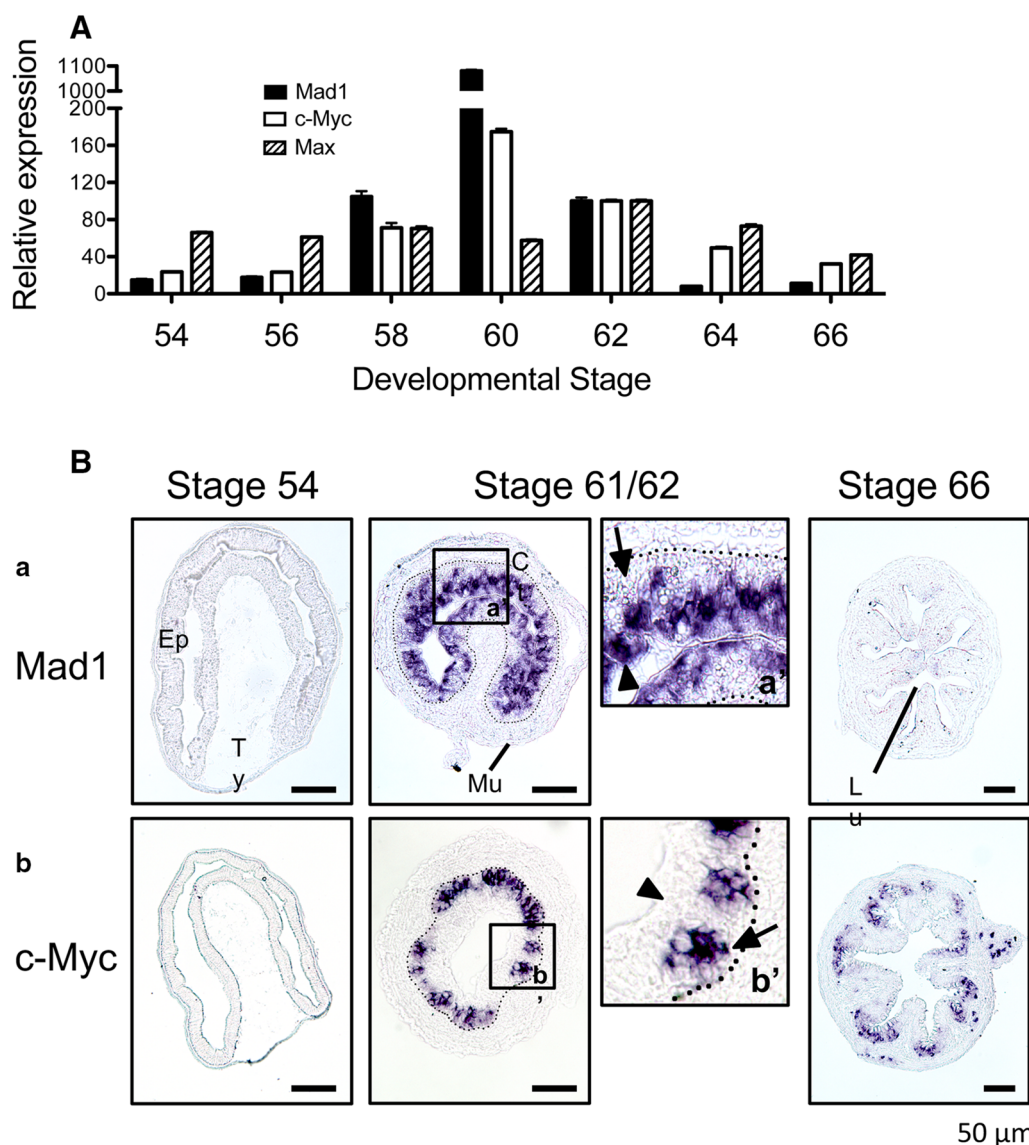 A
Relative expression
1100
1000
200
160
120
80
40
0
Mad1
c-Myc
Max
54 56 58 60 62 64 66
Developmental Stage
B
Stage 54 Stage 61/62 Stage 66
a
Mad1
Ep
T
y
C
t
a'
Mu
a'
L
u
b
c-Myc
b
'
b'
50 μm